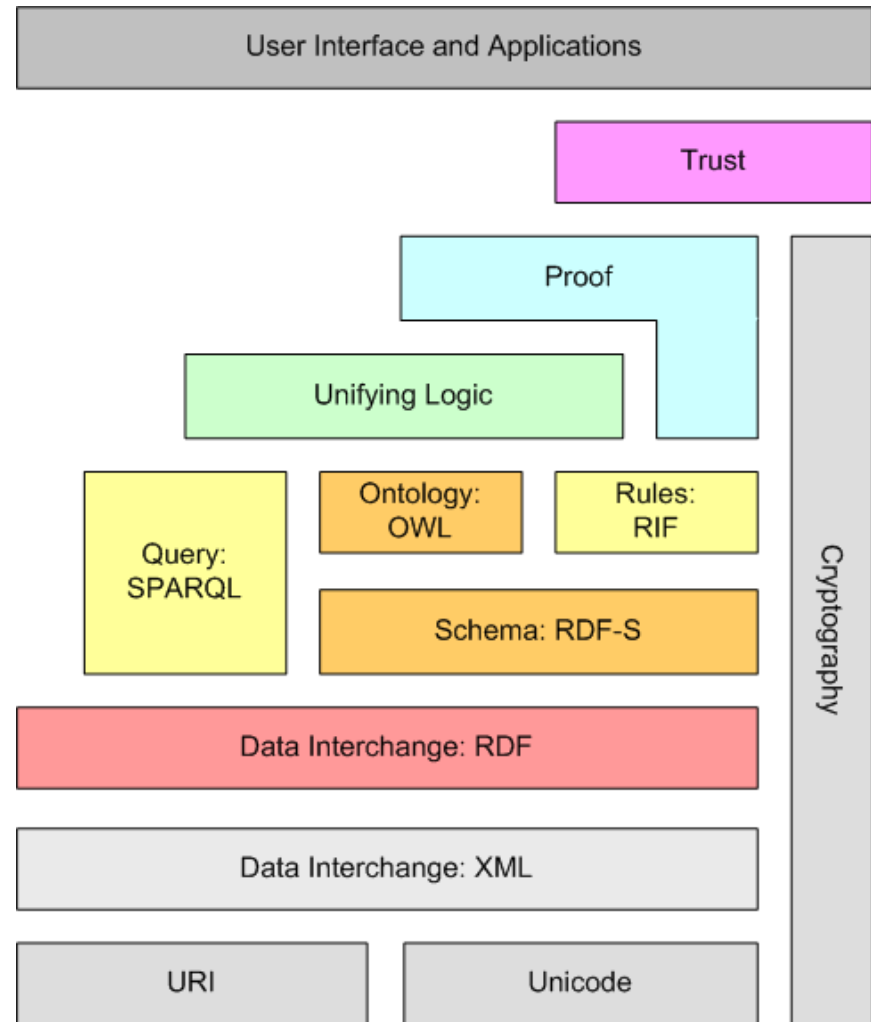 User Interface and Applications
Trust
Proof
Unifying Logic
Ontology:
OWL
Rules:
RIF
Query:
SPARQL
Schema: RDF-S
Cryptography
Data Interchange: RDF
Data Interchange: XML
URI
Unicode